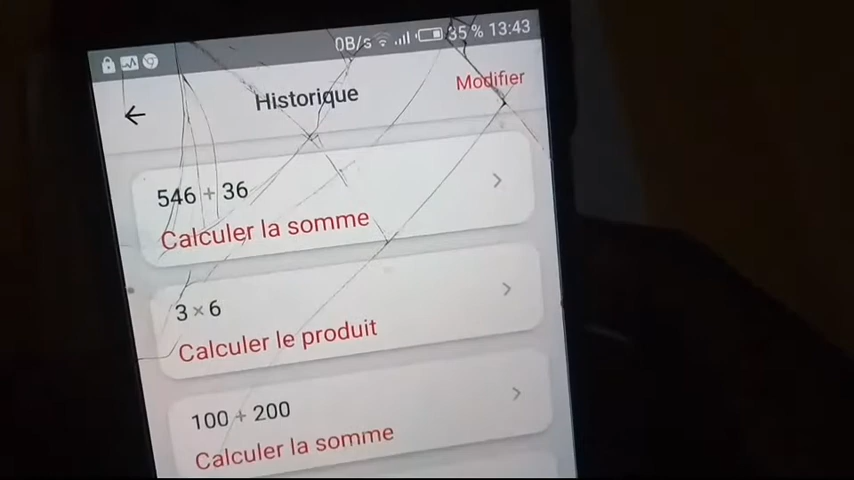 0B/s 35 % 13:43
Historique
Modifier
546 + 36
Calculer la somme
3 × 6
Calculer le produit
100 + 200
Calculer la somme